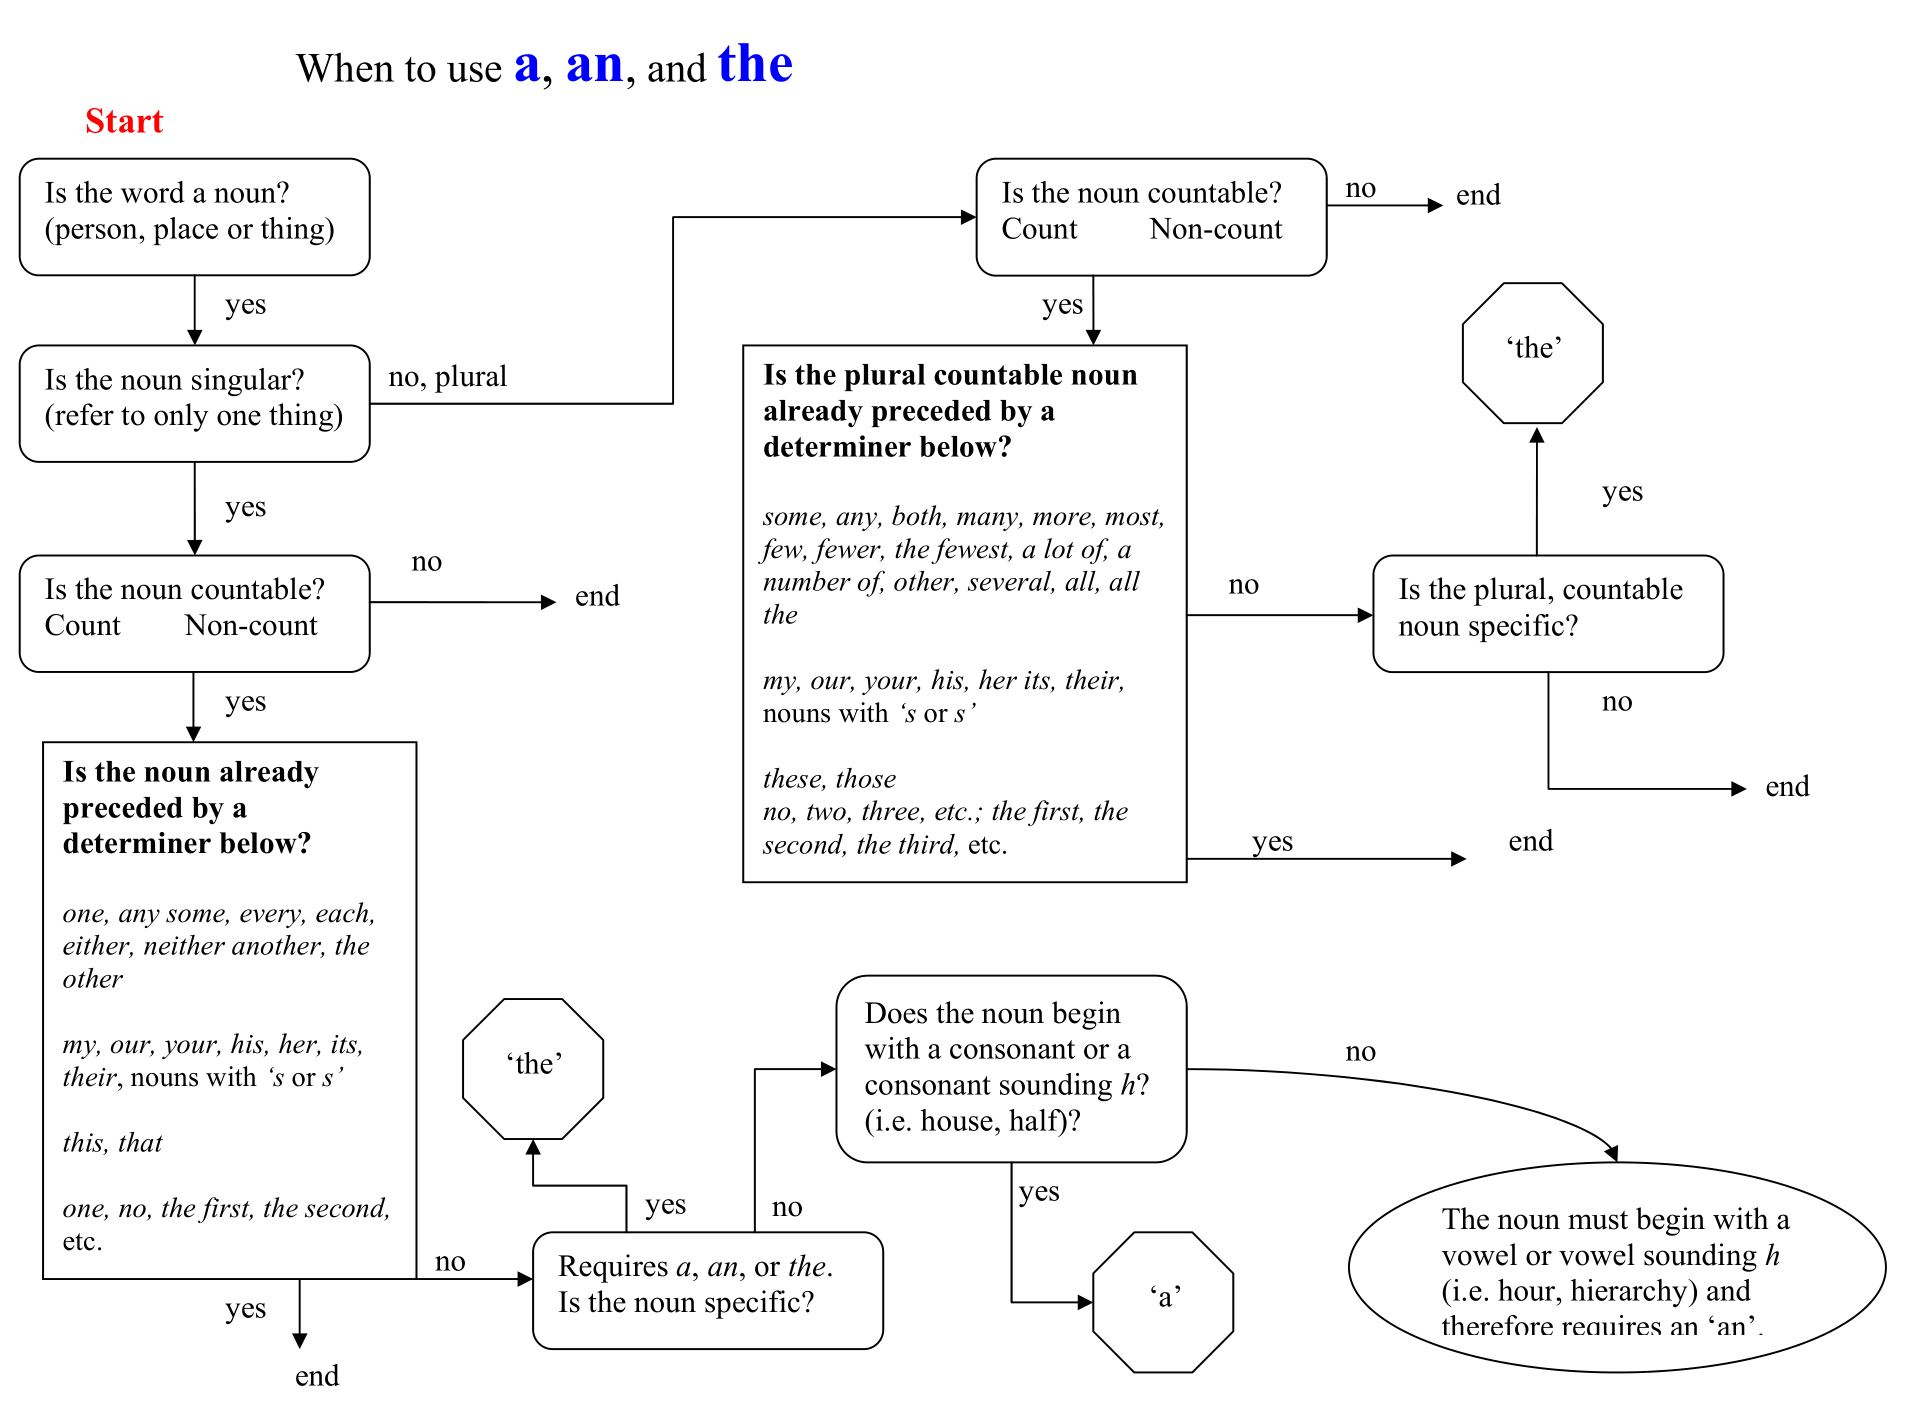 When to use a, an, and the
Start
Is the word a noun?
(person, place or thing)
yes
Is the noun singular?
(refer to only one thing)
no, plural
yes
Is the noun countable?
Count Non-count
no
end
yes
Is the noun already
preceded by a
determiner below?
one, any some, every, each,
either, neither another, the
other
my, our, your, his, her, its,
their, nouns with ‘s or s’
this, that
one, no, the first, the second,
etc.
yes
end
no
Requires a, an, or the.
Is the noun specific?
yes
‘the’
no
Does the noun begin
with a consonant or a
consonant sounding h?
(i.e. house, half)?
yes
‘a’
no
The noun must begin with a
vowel or vowel sounding h
(i.e. hour, hierarchy) and
therefore requires an ‘an’.
Is the noun countable?
Count Non-count
no
end
yes
Is the plural countable noun
already preceded by a
determiner below?
some, any, both, many, more, most,
few, fewer, the fewest, a lot of, a
number of, other, several, all, all
the
my, our, your, his, her its, their,
nouns with ‘s or s’
these, those
no, two, three, etc.; the first, the
second, the third, etc.
yes
end
no
Is the plural, countable
noun specific?
yes
‘the’
no
end